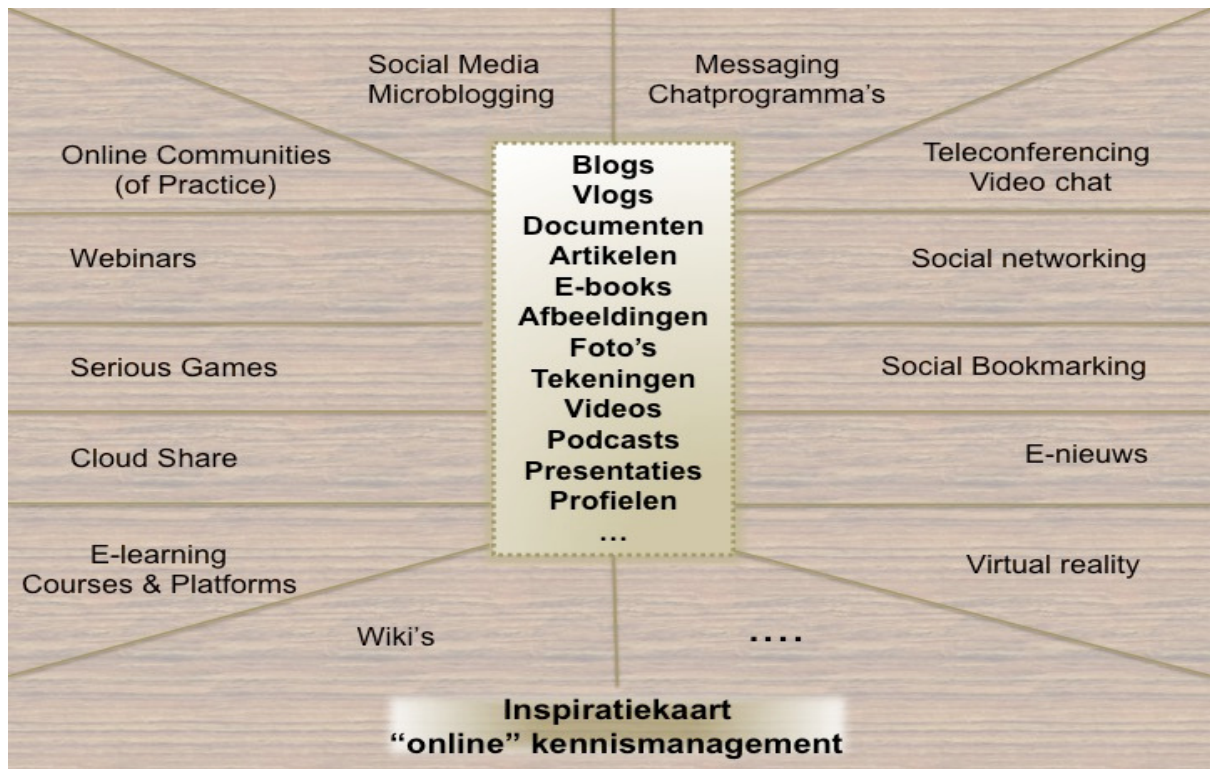 Social Media
Microblogging
Messaging
Chatprogramma's
Online Communities
(of Practice)
Teleconferencing
Video chat
Webinars
Social networking
Serious Games
Social Bookmarking
Cloud Share
E-nieuws
E-learning
Courses & Platforms
Virtual reality
Wiki's
....
Blogs
Vlogs
Documenten
Artikelen
E-books
Afbeeldingen
Foto's
Tekeningen
Videos
Podcasts
Presentaties
Profielen
...
Inspiratiekaart
“online” kennismanagement